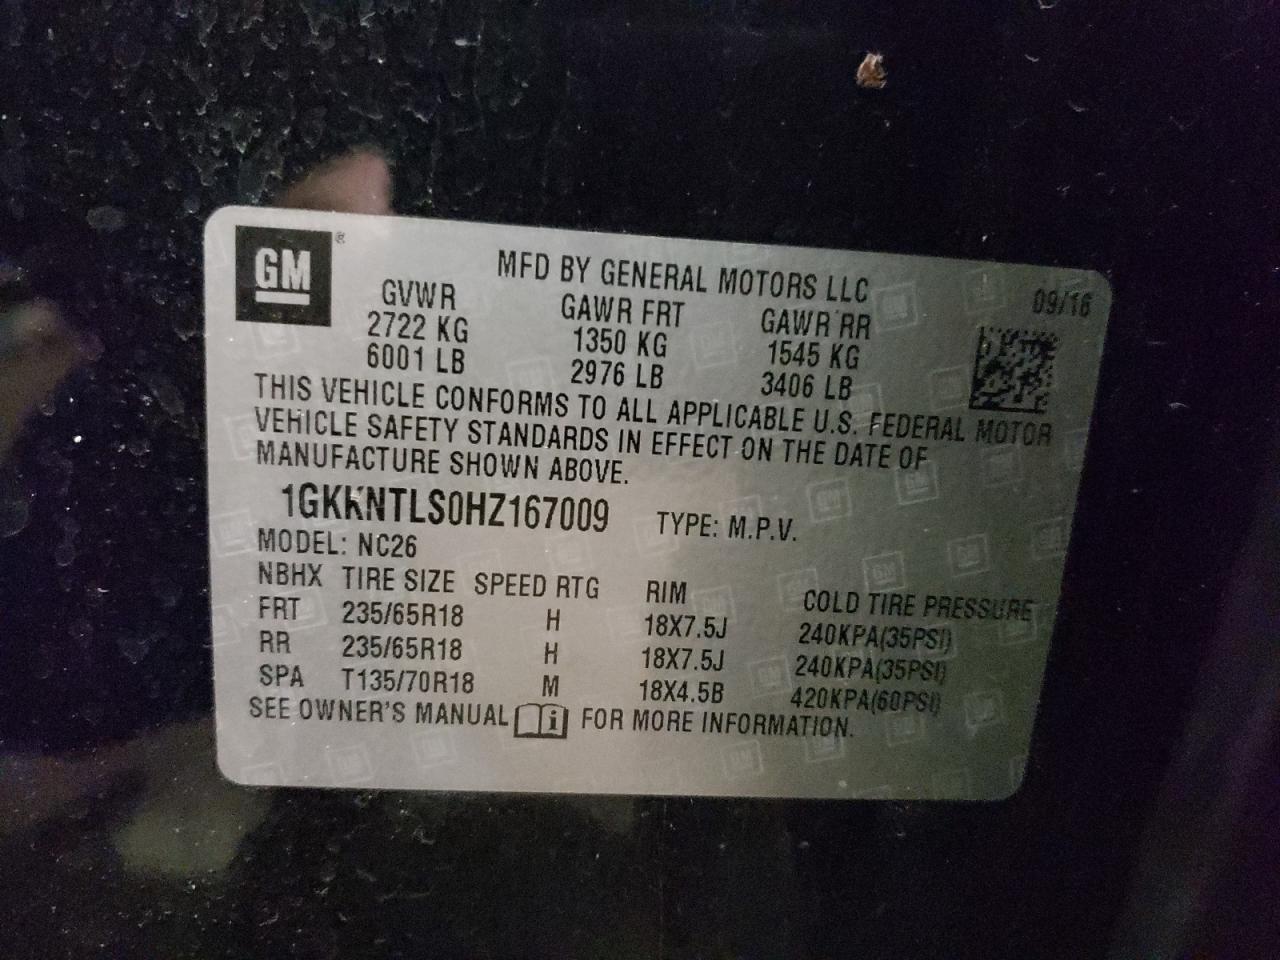 GM ®
MFD BY GENERAL MOTORS LLC
09/16
GVWR GAWR FRT GAWR RR
2722 KG 1350 KG 1545 KG
6001 LB 2976 LB 3406 LB
THIS VEHICLE CONFORMS TO ALL APPLICABLE U.S. FEDERAL MOTOR
VEHICLE SAFETY STANDARDS IN EFFECT ON THE DATE OF
MANUFACTURE SHOWN ABOVE.
1GKKNTLS0HZ167009 TYPE: M.P.V.
MODEL: NC26
NBHX TIRE SIZE SPEED RTG RIM COLD TIRE PRESSURE
FRT 235/65R18 H 18X7.5J 240KPA(35PSI)
RR 235/65R18 H 18X7.5J 240KPA(35PSI)
SPA T135/70R18 M 18X4.5B 420KPA(60PSI)
SEE OWNER'S MANUAL i FOR MORE INFORMATION.